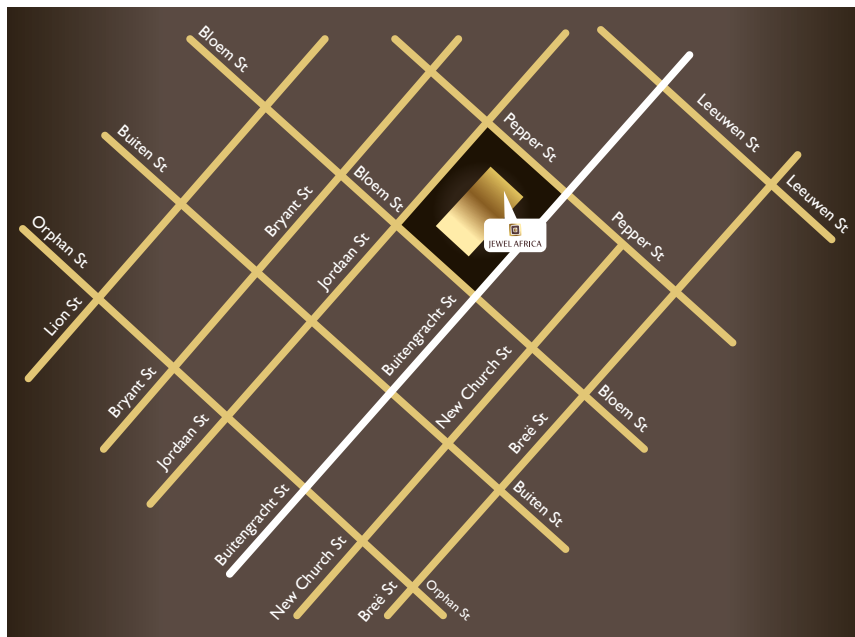 Bloem St
Leeuwen St
Pepper St
Buiten St
Leeuwen St
Bloem St
Bryant St
Pepper St
Orphan St
JEWEL AFRICA
Jordaan St
Lion St
Buitengracht St
New Church St
Bryant St
Bloem St
Breë St
Jordaan St
Buiten St
Buitengracht St
New Church St
Breë St
Orphan St